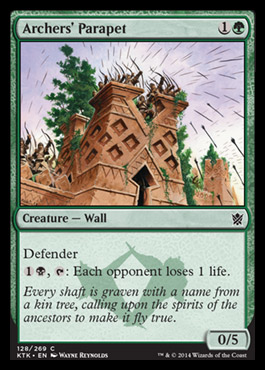 Archers' Parapet 1
Creature — Wall
Defender
1, : Each opponent loses 1 life.
Every shaft is graven with a name from
a kin tree, calling upon the spirits of the
ancestors to make it fly true.
0/5
128/269 C
KTK • EN WAYNE REYNOLDS ™ & © 2014 Wizards of the Coast